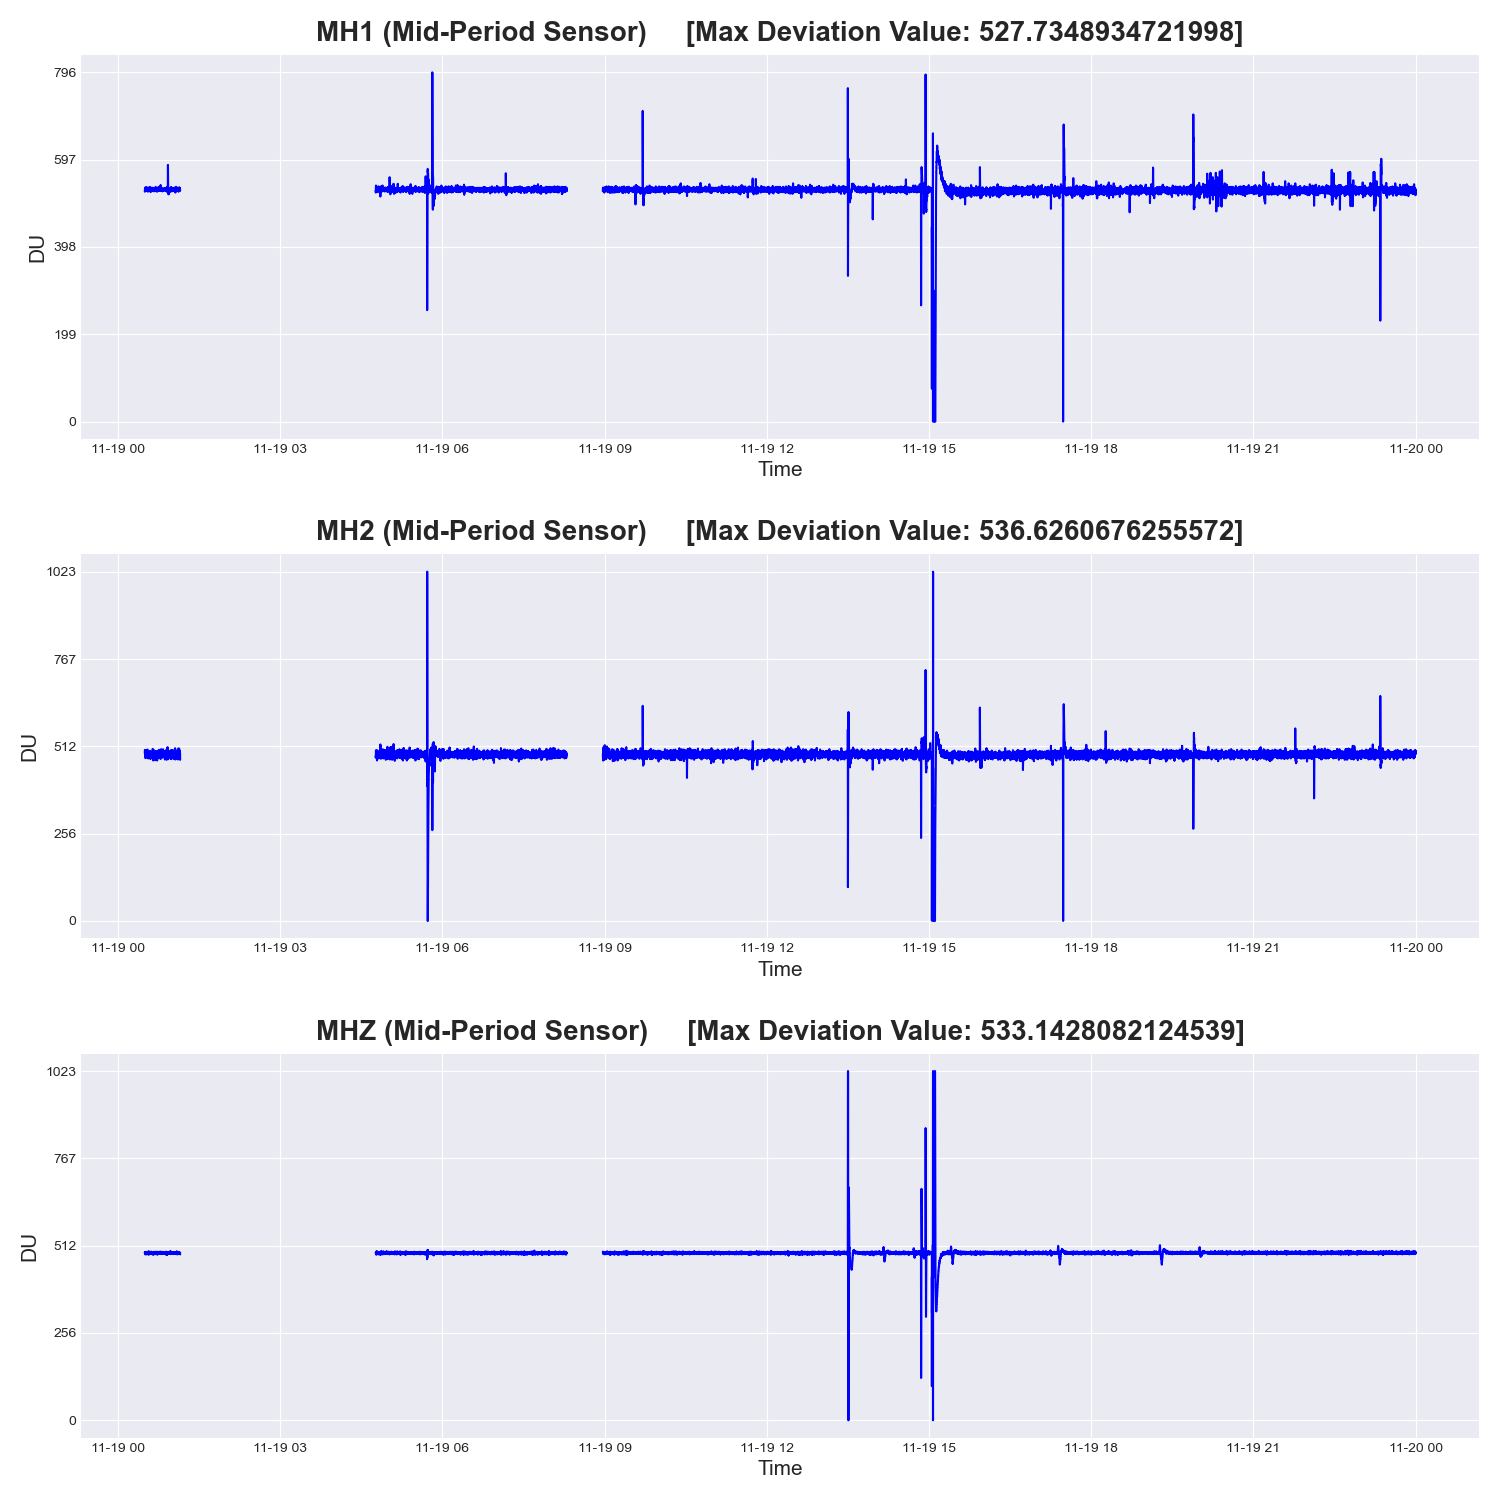 MH1 (Mid-Period Sensor) [Max Deviation Value: 527.7348934721998]
796
597
398
199
0
DU
11-19 00 11-19 03 11-19 06 11-19 09 11-19 12 11-19 15 11-19 18 11-19 21 11-20 00
Time
MH2 (Mid-Period Sensor) [Max Deviation Value: 536.6260676255572]
1023
767
512
256
0
DU
11-19 00 11-19 03 11-19 06 11-19 09 11-19 12 11-19 15 11-19 18 11-19 21 11-20 00
Time
MHZ (Mid-Period Sensor) [Max Deviation Value: 533.1428082124539]
1023
767
512
256
0
DU
11-19 00 11-19 03 11-19 06 11-19 09 11-19 12 11-19 15 11-19 18 11-19 21 11-20 00
Time